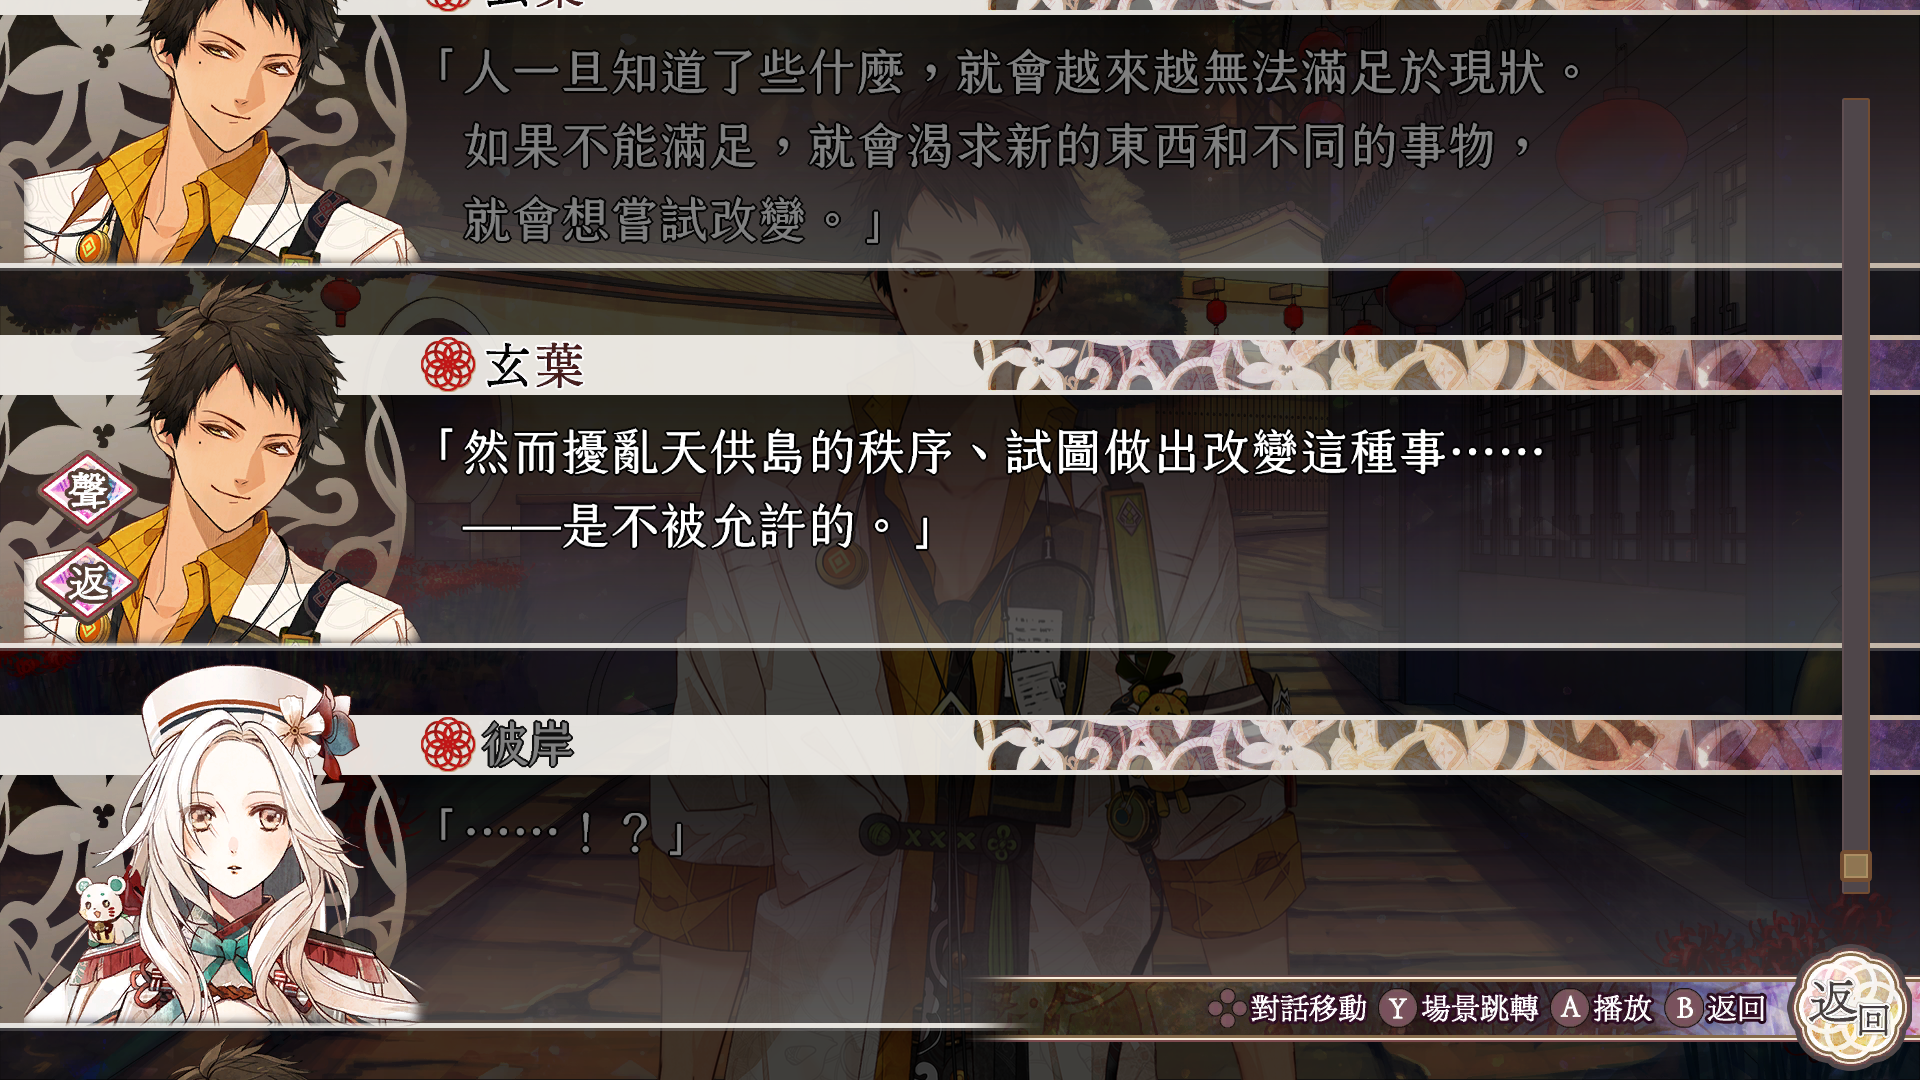 玄葉
「人一旦知道了些什麼，就會越來越無法滿足於現狀。
如果不能滿足，就會渴求新的東西和不同的事物，
就會想嘗試改變。」
玄葉
「然而擾亂天供島的秩序、試圖做出改變這種事……
——是不被允許的。」
聲
返
彼岸
「……！？」
對話移動 Y 場景跳轉 A 播放 B 返回
返回